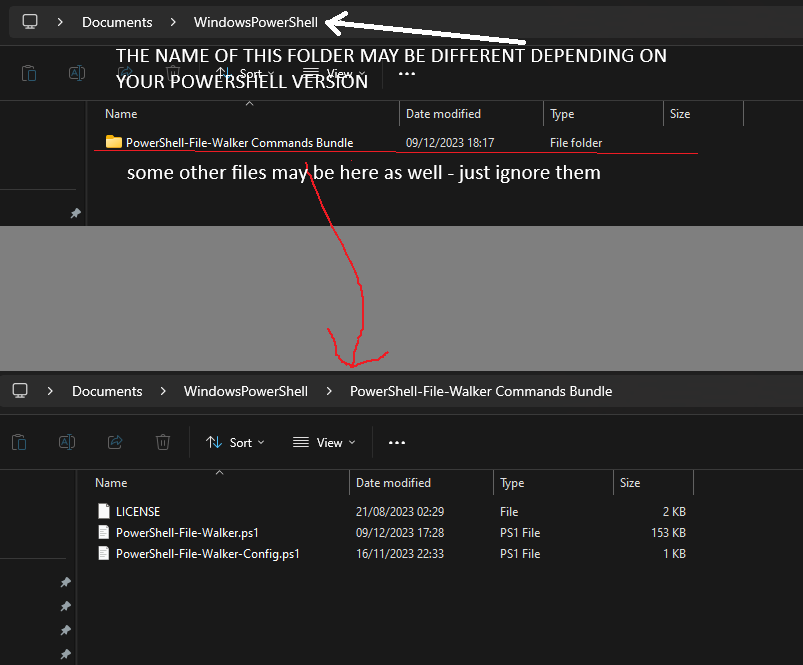 Documents > WindowsPowerShell
THE NAME OF THIS FOLDER MAY BE DIFFERENT DEPENDING ON
YOUR POWERSHELL VERSION
Sort View ...
Name Date modified Type Size
PowerShell-File-Walker Commands Bundle 09/12/2023 18:17 File folder
some other files may be here as well - just ignore them
Documents > WindowsPowerShell > PowerShell-File-Walker Commands Bundle
Sort View ...
Name Date modified Type Size
LICENSE 21/08/2023 02:29 File 2 KB
PowerShell-File-Walker.ps1 09/12/2023 17:28 PS1 File 153 KB
PowerShell-File-Walker-Config.ps1 16/11/2023 22:33 PS1 File 1 KB